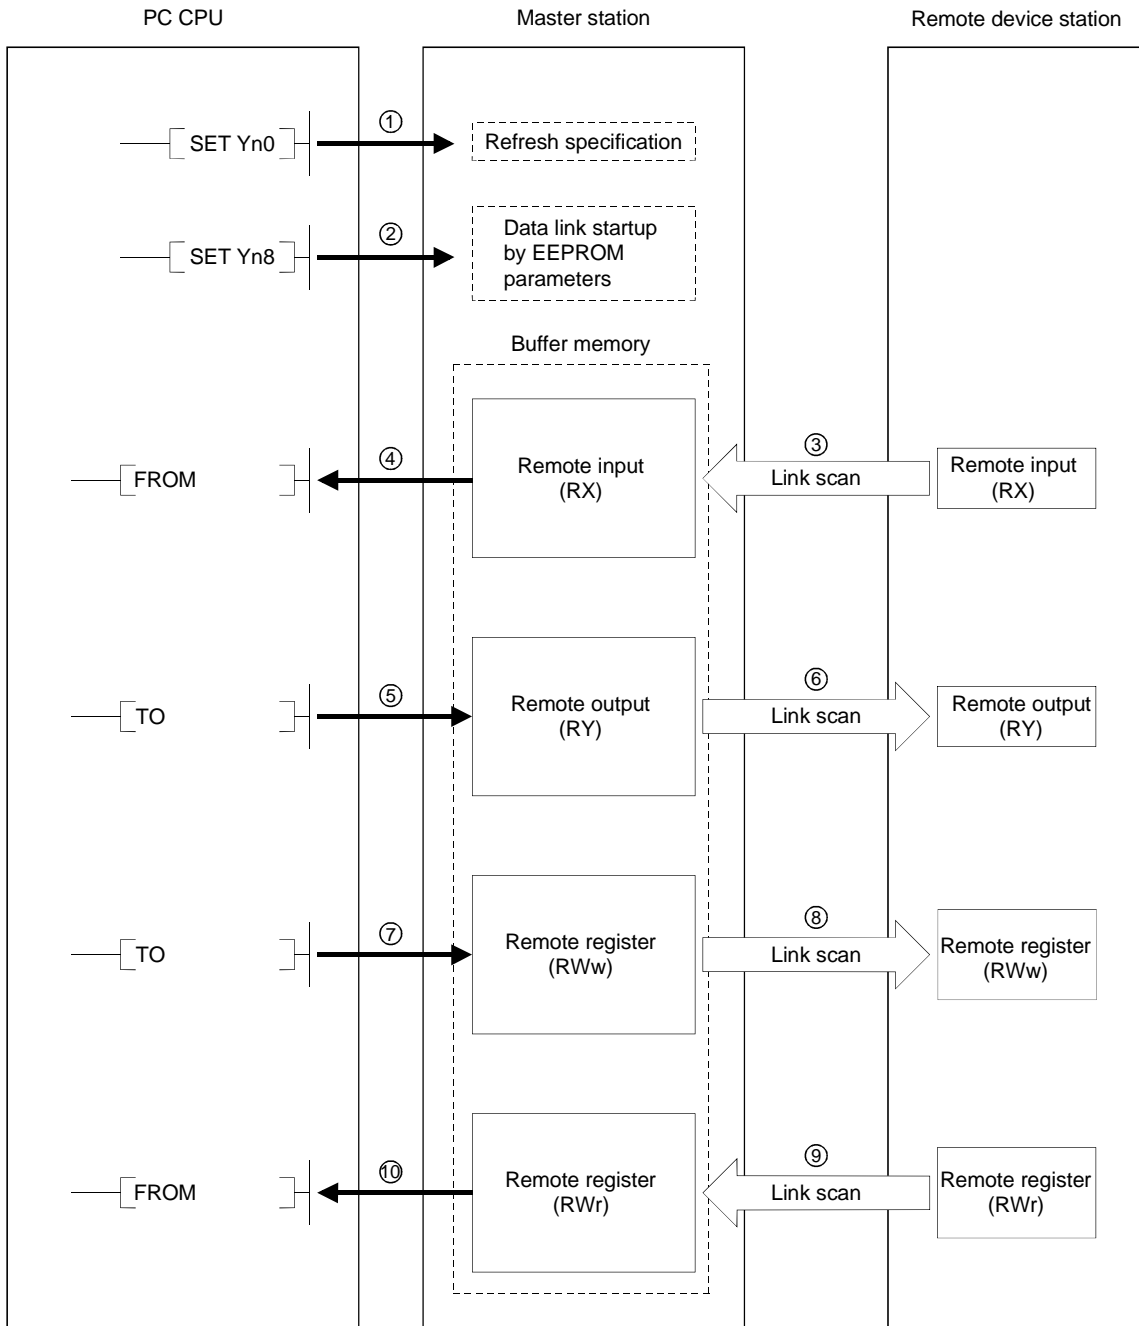 PC CPU
Master station
Remote device station
SET Yn0
①
Refresh specification
SET Yn8
②
Data link startup
by EEPROM
parameters
Buffer memory
FROM
④
Remote input
(RX)
③
Link scan
Remote input
(RX)
TO
⑤
Remote output
(RY)
⑥
Link scan
Remote output
(RY)
TO
⑦
Remote register
(RWw)
⑧
Link scan
Remote register
(RWw)
FROM
⑩
Remote register
(RWr)
⑨
Link scan
Remote register
(RWr)